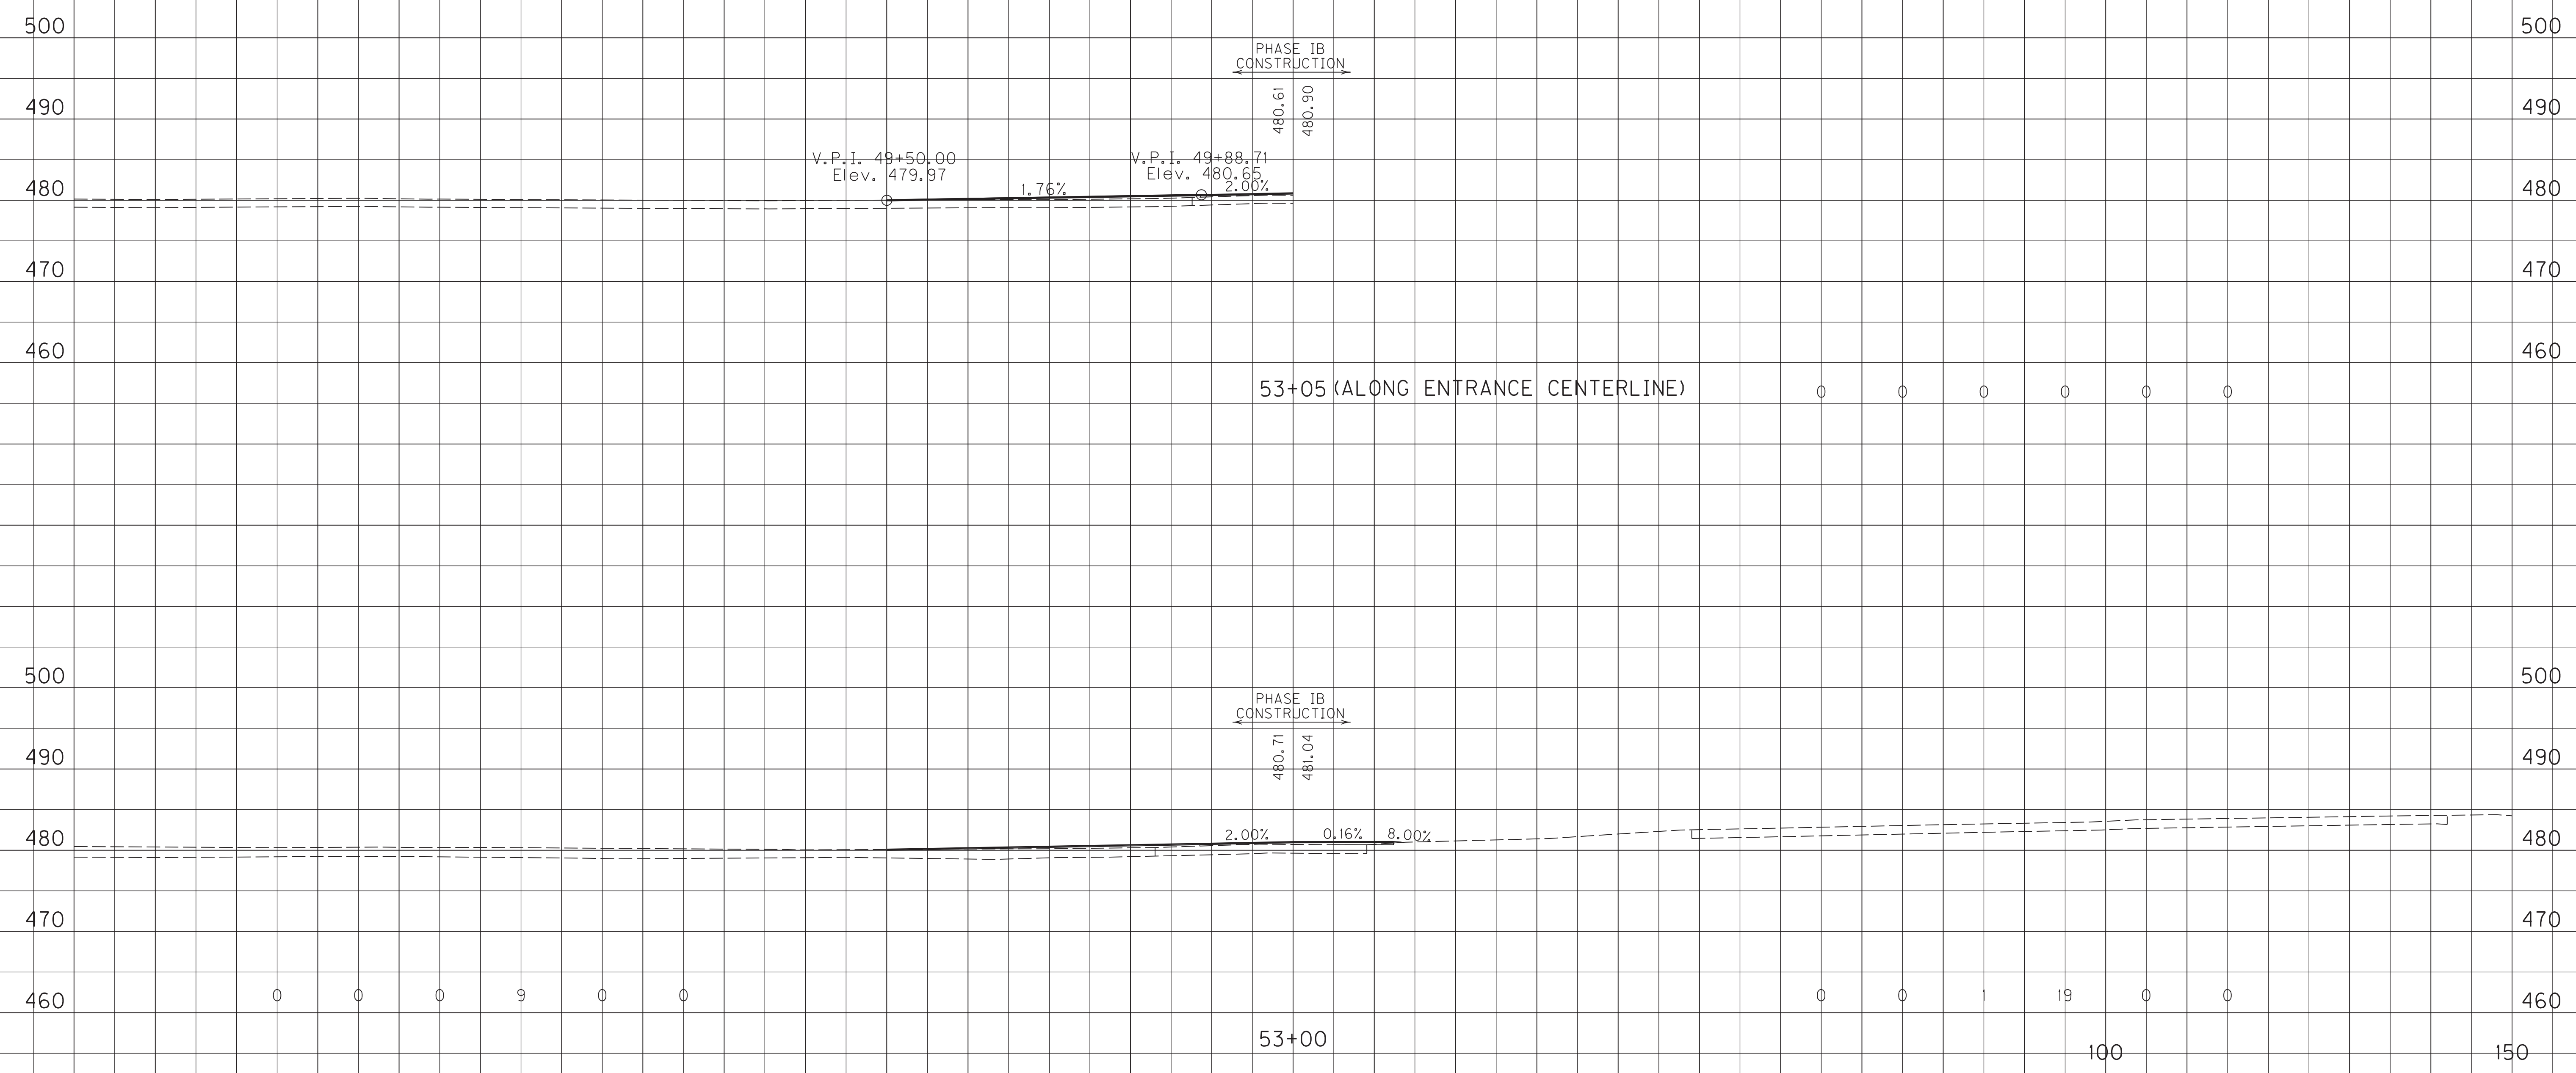 500 500
PHASE IB
CONSTRUCTION
480.61 480.90
490 490
V.P.I. 49+50.00 V.P.I. 49+88.71
Elev. 479.97 Elev. 480.65
480 1.76% 2.00% 480
470 470
460 460
53+05 (ALONG ENTRANCE CENTERLINE) 0 0 0 0 0 0
500 500
PHASE IB
CONSTRUCTION
480.71 481.04
490 490
480 2.00% 0.16% 8.00% 480
470 470
0 0 0 9 0 0 0 0 1 19 0 0
460 460
53+00
100 150